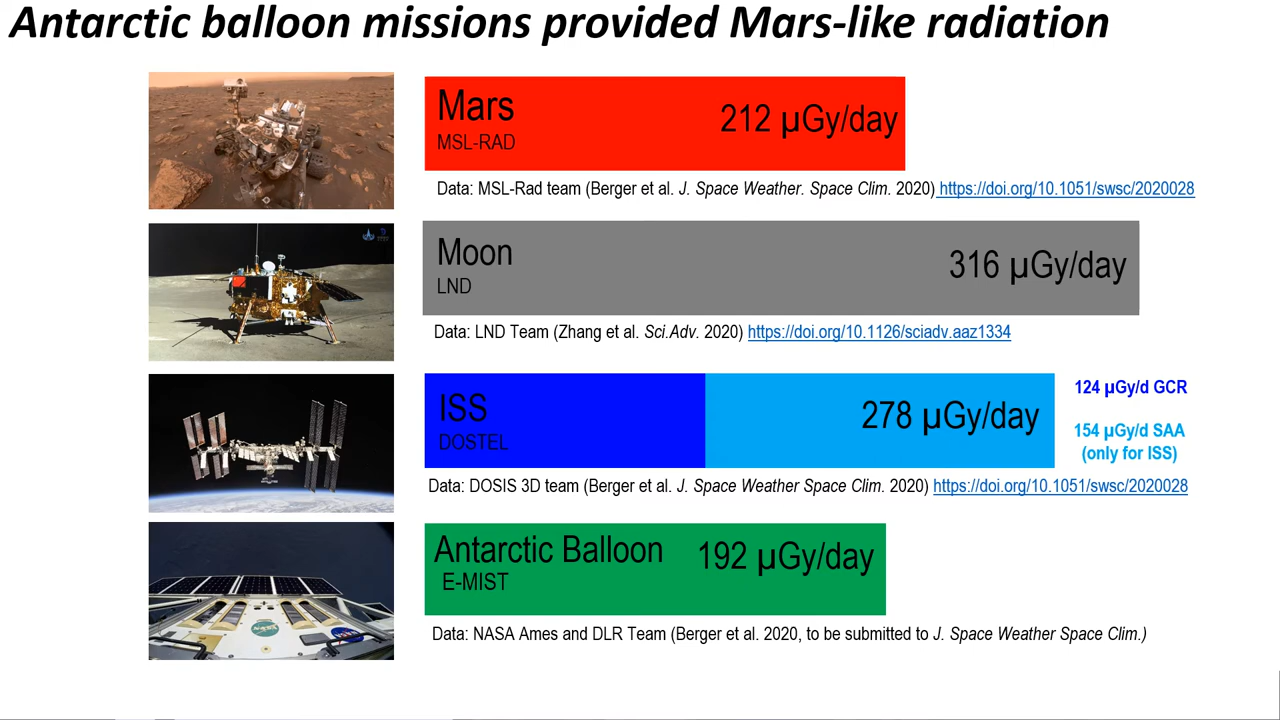 Antarctic balloon missions provided Mars-like radiation
Mars
MSL-RAD
212 µGy/day
Data: MSL-Rad team (Berger et al. J. Space Weather. Space Clim. 2020) https://doi.org/10.1051/swsc/2020028
Moon
LND
316 µGy/day
Data: LND Team (Zhang et al. Sci.Adv. 2020) https://doi.org/10.1126/sciadv.aaz1334
ISS
DOSTEL
278 µGy/day
124 µGy/d GCR
154 µGy/d SAA
(only for ISS)
Data: DOSIS 3D team (Berger et al. J. Space Weather Space Clim. 2020) https://doi.org/10.1051/swsc/2020028
Antarctic Balloon
E-MIST
192 µGy/day
NASA
Data: NASA Ames and DLR Team (Berger et al. 2020, to be submitted to J. Space Weather Space Clim.)